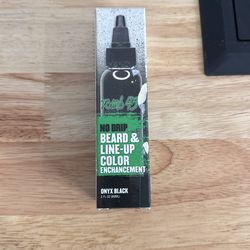 NO DRIP
BEARD &
LINE-UP
COLOR
ENCHANCEMENT
ONYX BLACK